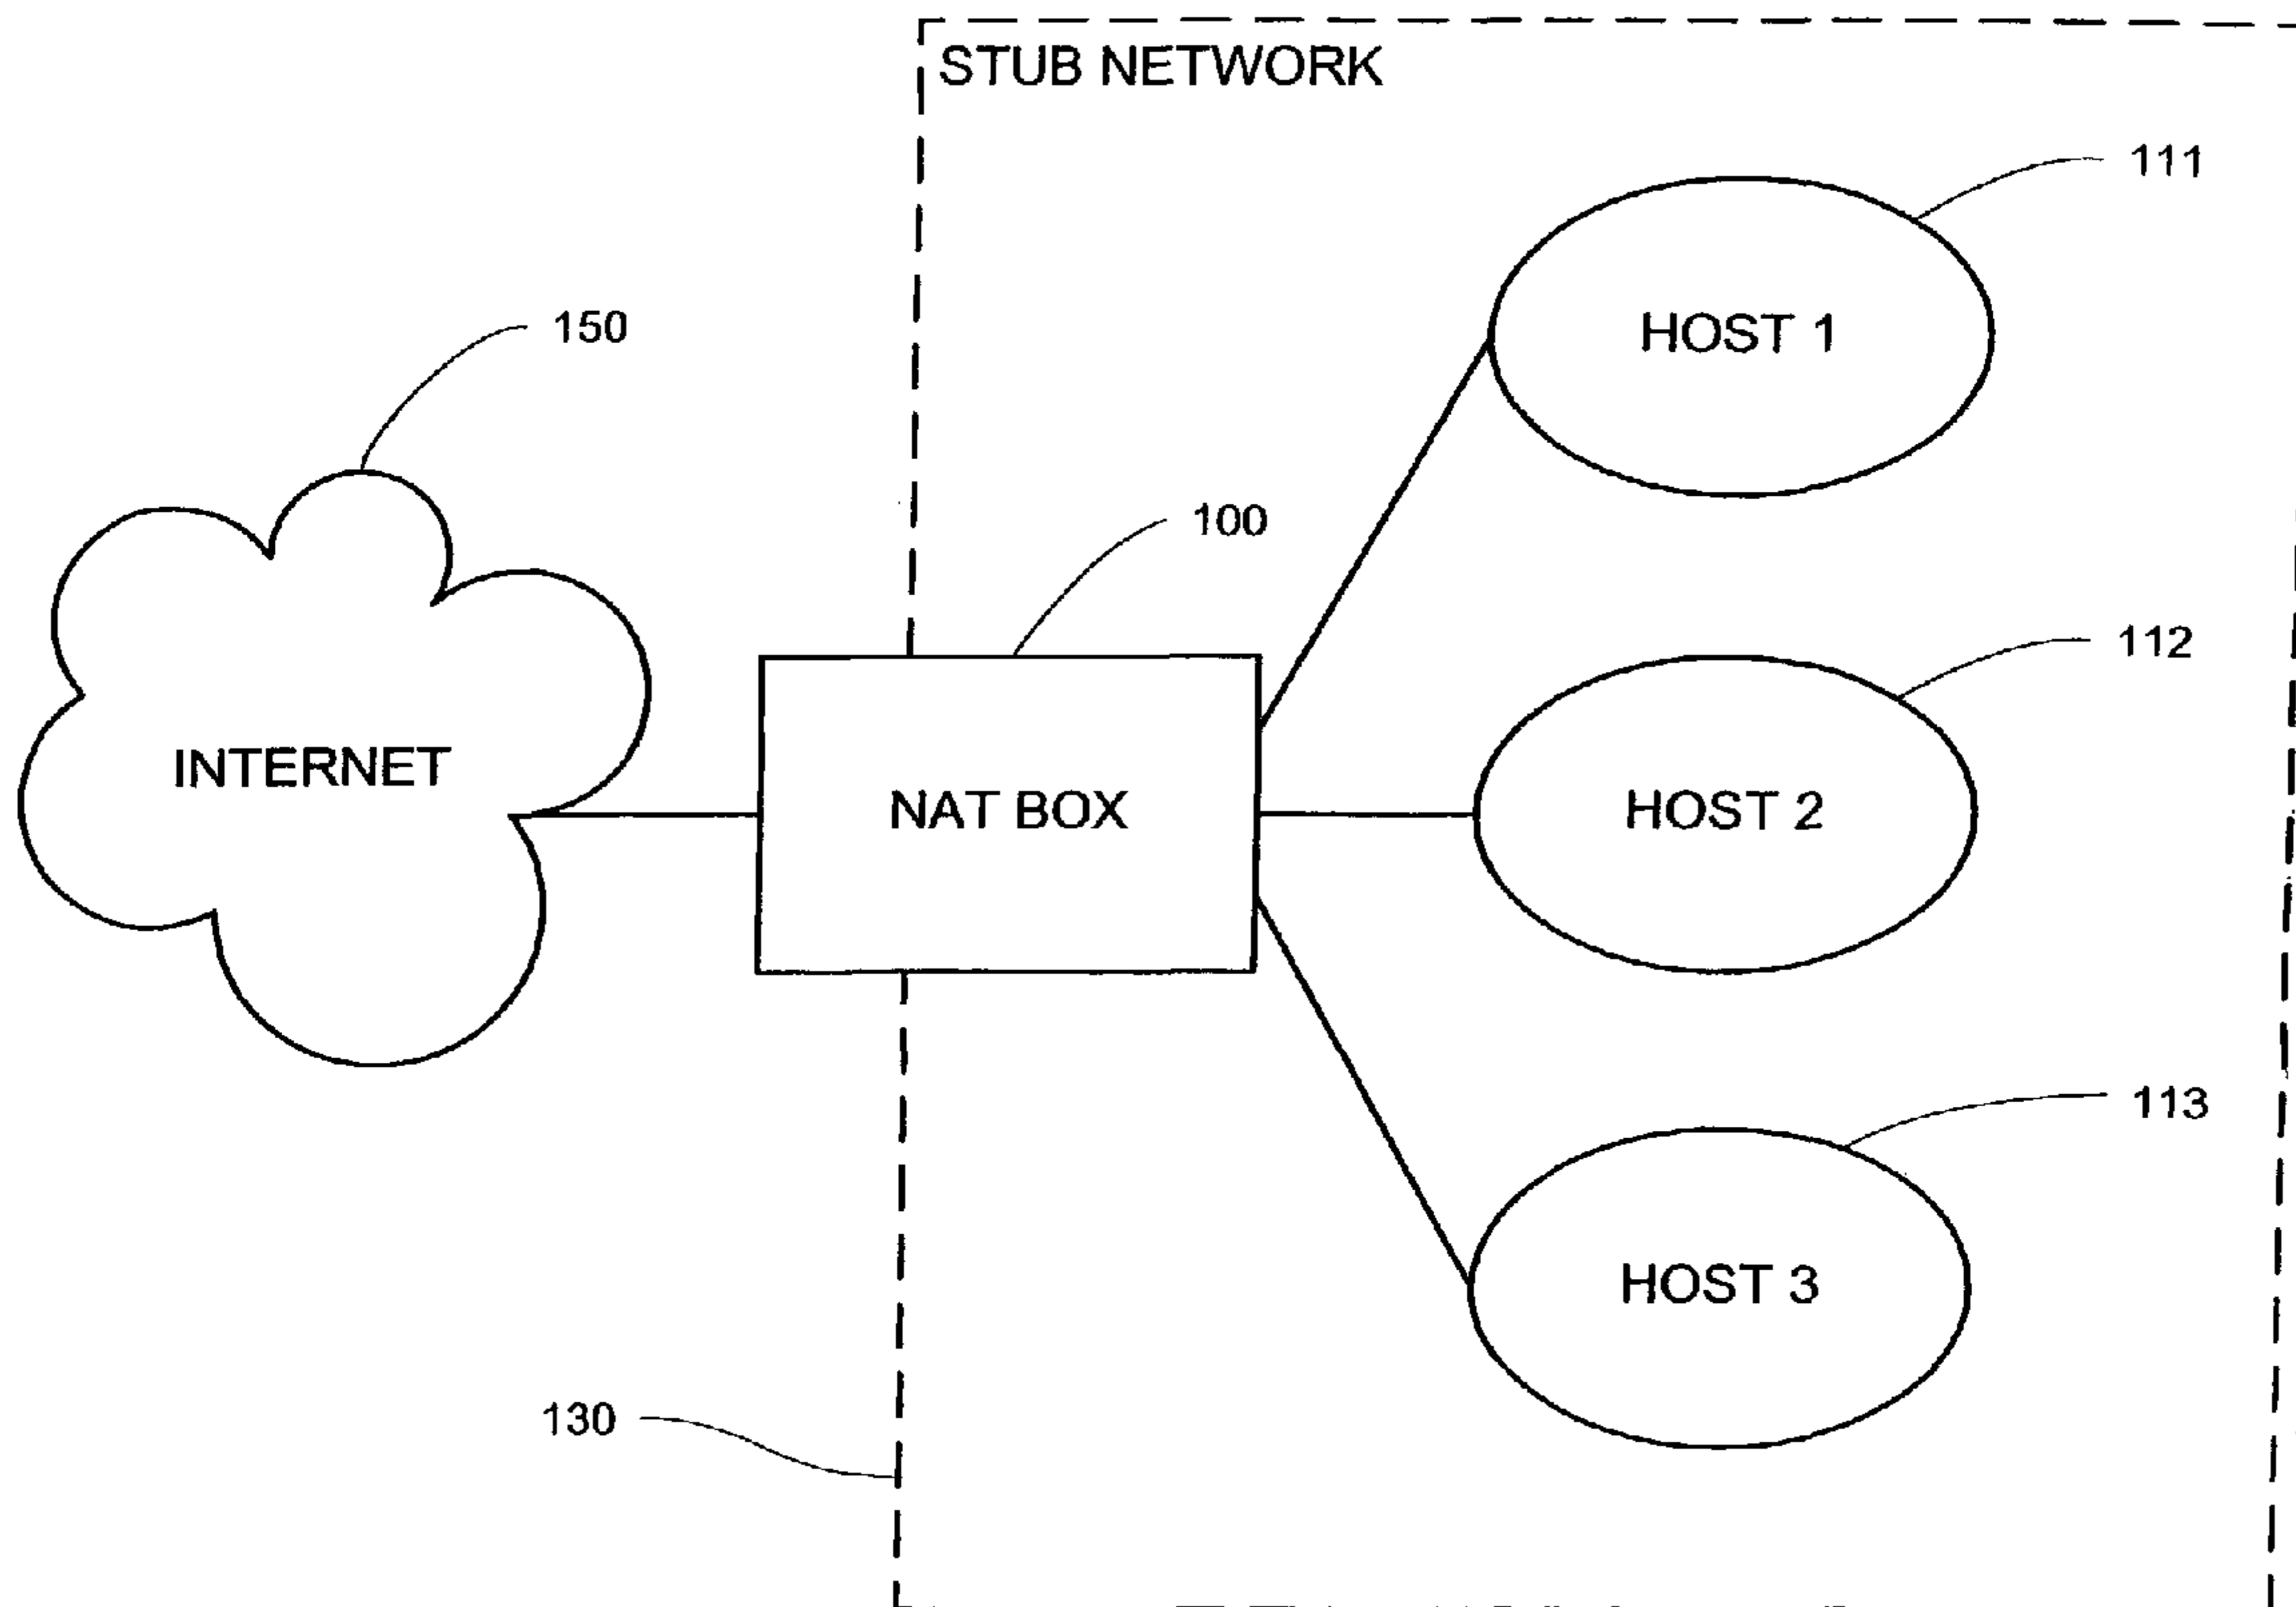 STUB NETWORK
111
HOST 1
150
100
112
INTERNET
NAT BOX
HOST 2
113
HOST 3
130